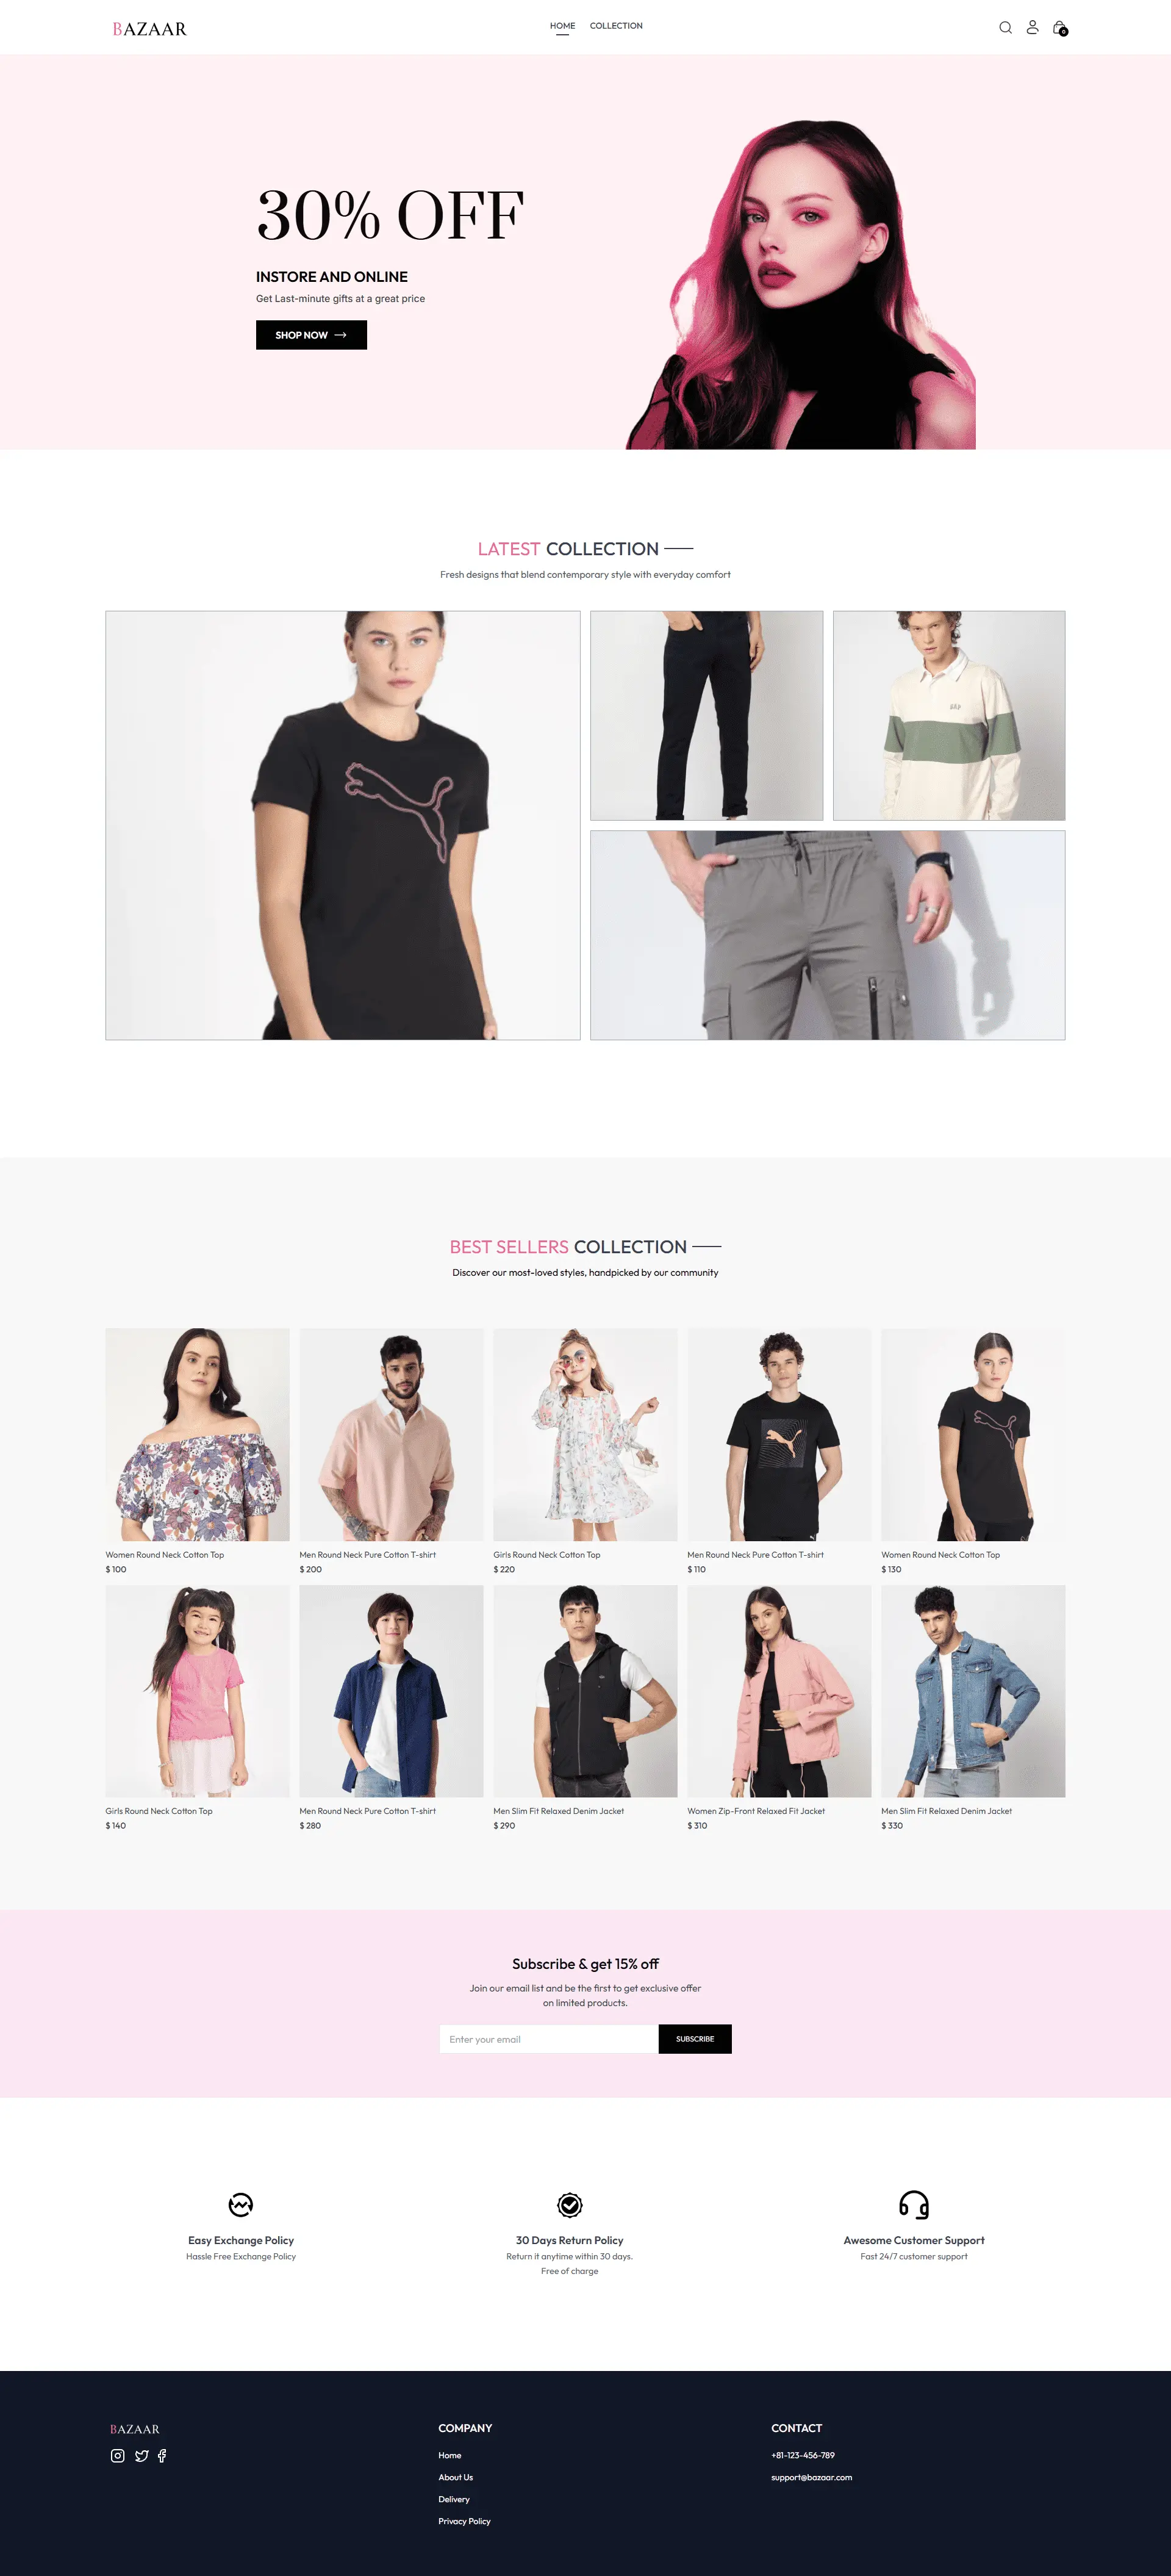 BAZAAR
HOME COLLECTION
0
30% OFF
INSTORE AND ONLINE
Get Last-minute gifts at a great price
SHOP NOW
LATEST COLLECTION
Fresh designs that blend contemporary style with everyday comfort
GAP
BEST SELLERS COLLECTION
Discover our most-loved styles, handpicked by our community
Women Round Neck Cotton Top
$ 100
Men Round Neck Pure Cotton T-shirt
$ 200
Girls Round Neck Cotton Top
$ 220
Men Round Neck Pure Cotton T-shirt
$ 110
Women Round Neck Cotton Top
$ 130
Girls Round Neck Cotton Top
$ 140
Men Round Neck Pure Cotton T-shirt
$ 280
Men Slim Fit Relaxed Denim Jacket
$ 290
Women Zip-Front Relaxed Fit Jacket
$ 310
Men Slim Fit Relaxed Denim Jacket
$ 330
Subscribe & get 15% off
Join our email list and be the first to get exclusive offer
on limited products.
Enter your email
SUBSCRIBE
Easy Exchange Policy
Hassle Free Exchange Policy
30 Days Return Policy
Return it anytime within 30 days.
Free of charge
Awesome Customer Support
Fast 24/7 customer support
BAZAAR
COMPANY
Home
About Us
Delivery
Privacy Policy
CONTACT
+81-123-456-789
support@bazaar.com